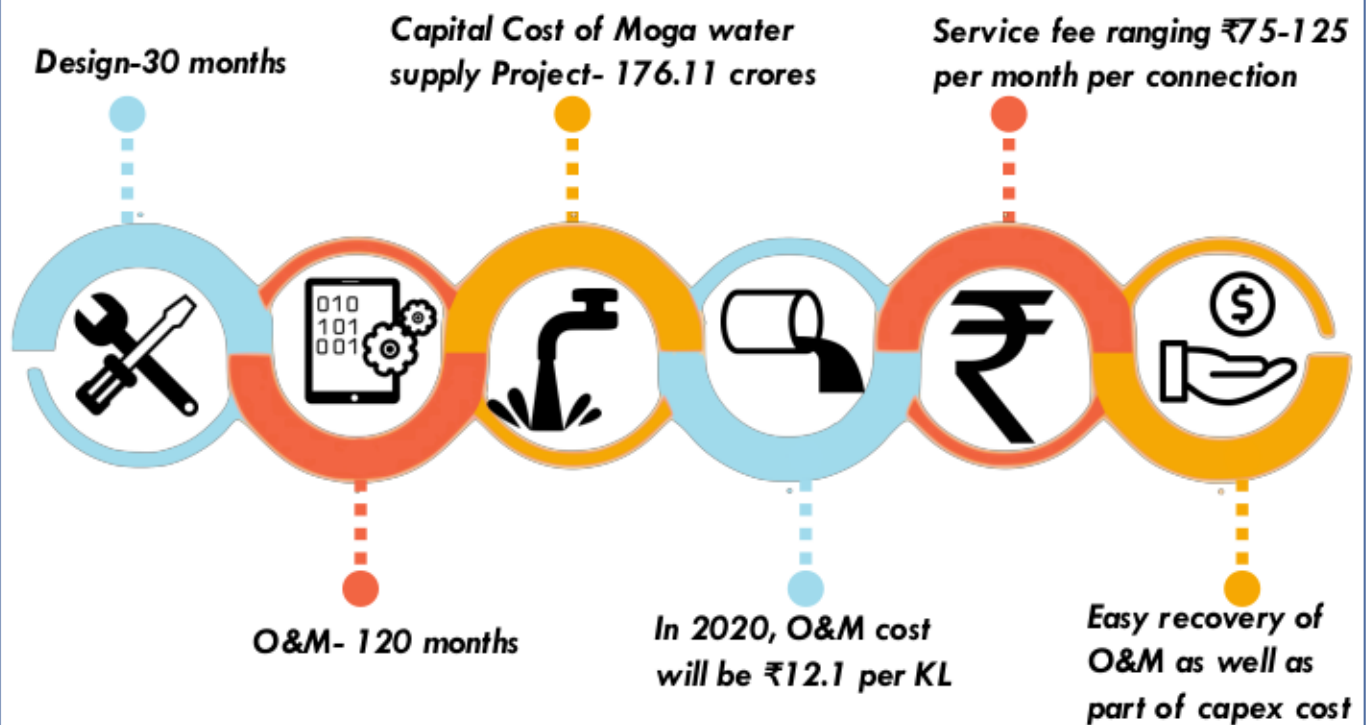 Design-30 months
Capital Cost of Moga water
supply Project- 176.11 crores
Service fee ranging ₹75-125
per month per connection
010
101
001
O&M- 120 months
In 2020, O&M cost
will be ₹12.1 per KL
Easy recovery of
O&M as well as
part of capex cost